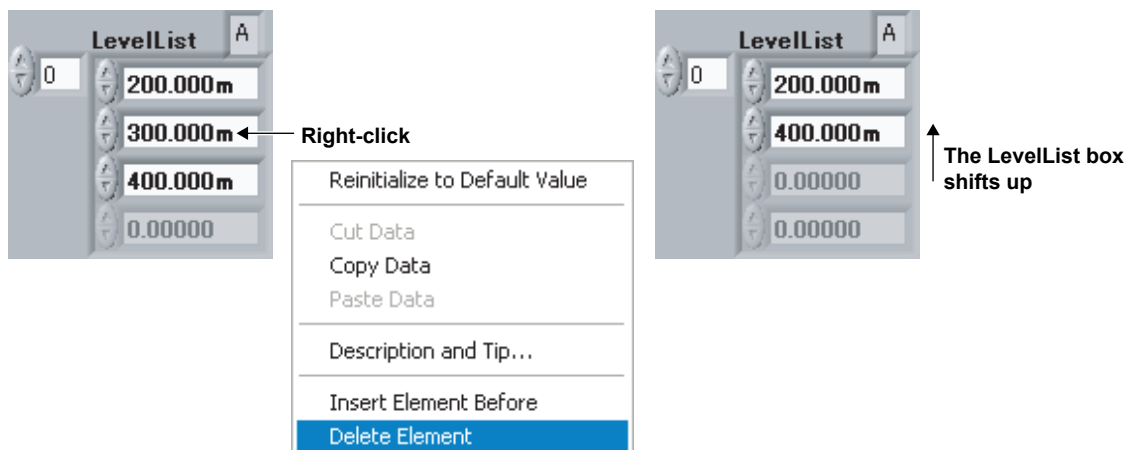 LevelList A
0
200.000m
300.000m
400.000m
0.00000
Right-click
Reinitialize to Default Value
Cut Data
Copy Data
Paste Data
Description and Tip...
Insert Element Before
Delete Element
LevelList A
0
200.000m
400.000m
0.00000
0.00000
The LevelList box
shifts up